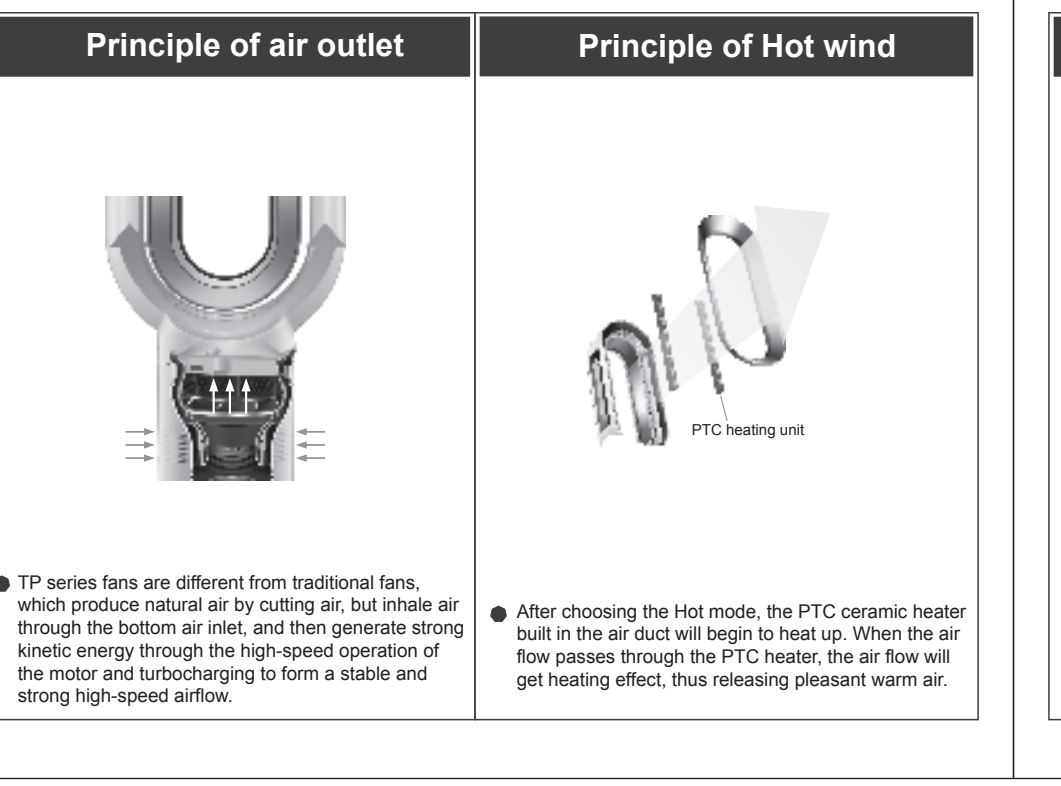 Principle of air outlet
TP series fans are different from traditional fans,
which produce natural air by cutting air, but inhale air
through the bottom air inlet, and then generate strong
kinetic energy through the high-speed operation of
the motor and turbocharging to form a stable and
strong high-speed airflow.
Principle of Hot wind
PTC heating unit
After choosing the Hot mode, the PTC ceramic heater
built in the air duct will begin to heat up. When the air
flow passes through the PTC heater, the air flow will
get heating effect, thus releasing pleasant warm air.